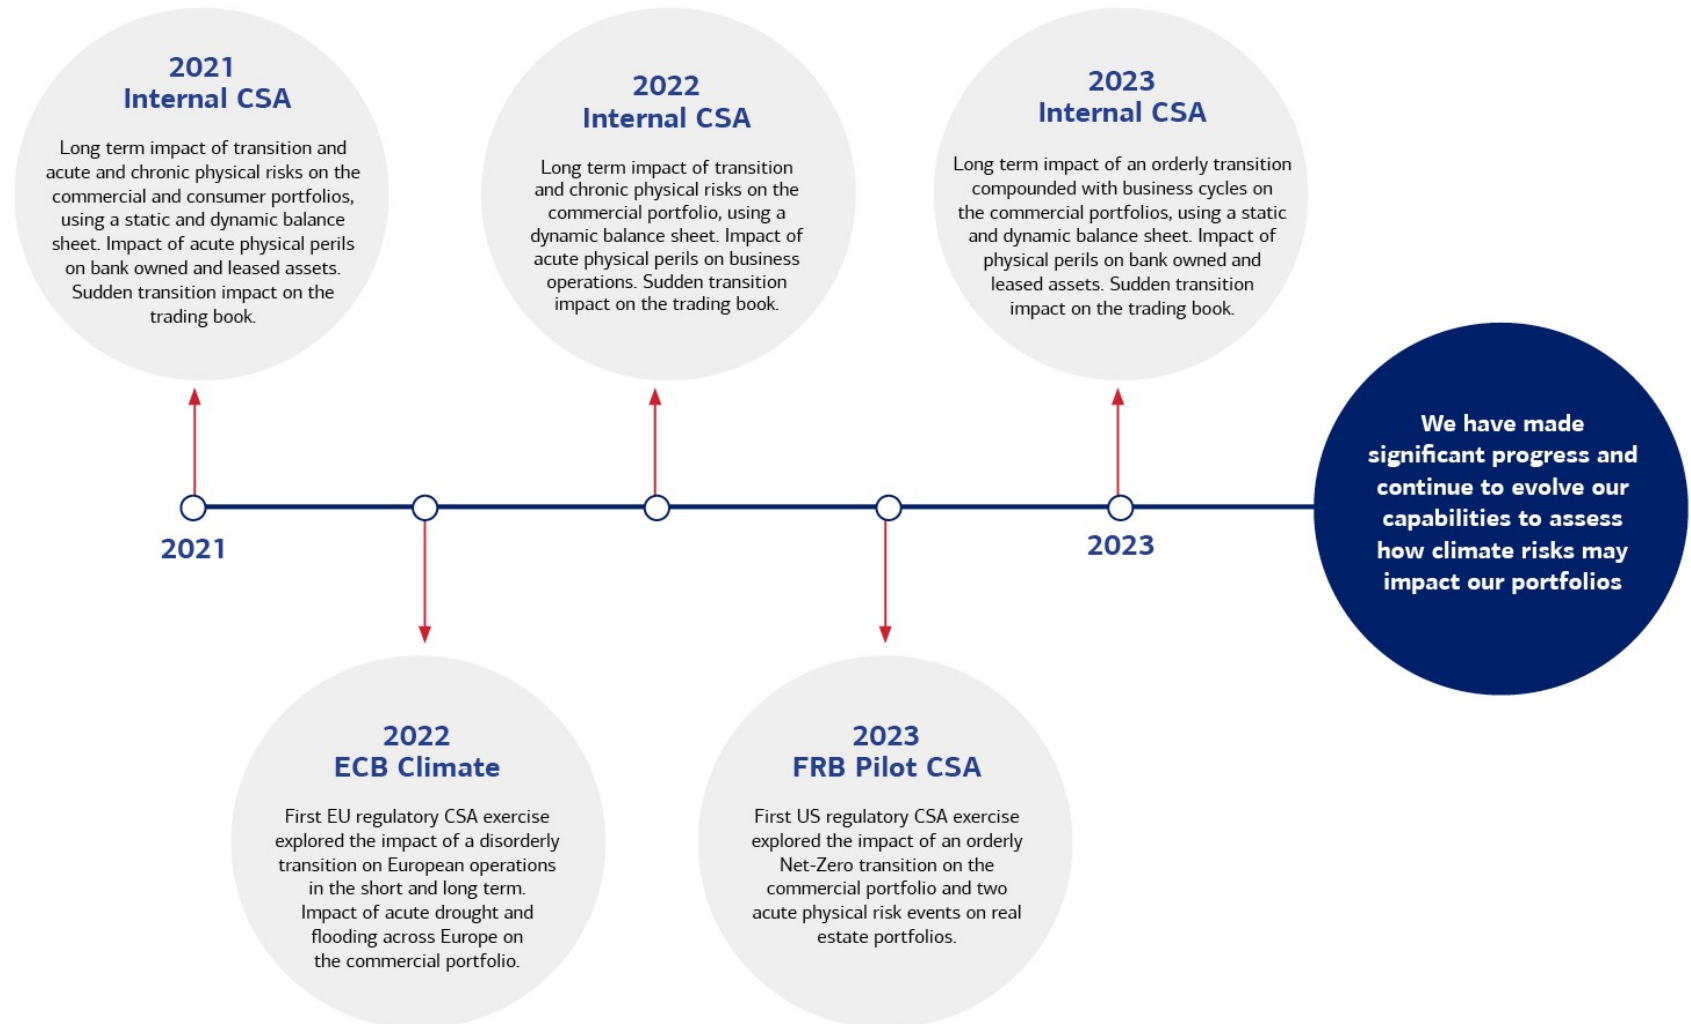 2021
Internal CSA
Long term impact of transition and
acute and chronic physical risks on the
commercial and consumer portfolios,
using a static and dynamic balance
sheet. Impact of acute physical perils
on bank owned and leased assets.
Sudden transition impact on the
trading book.
2022
Internal CSA
Long term impact of transition
and chronic physical risks on the
commercial portfolio, using a
dynamic balance sheet. Impact of
acute physical perils on business
operations. Sudden transition
impact on the trading book.
2023
Internal CSA
Long term impact of an orderly transition
compounded with business cycles on
the commercial portfolios, using a static
and dynamic balance sheet. Impact of
physical perils on bank owned and
leased assets. Sudden transition
impact on the trading book.
We have made
significant progress and
continue to evolve our
capabilities to assess
how climate risks may
impact our portfolios
2021
2023
2022
ECB Climate
First EU regulatory CSA exercise
explored the impact of a disorderly
transition on European operations
in the short and long term.
Impact of acute drought and
flooding across Europe on
the commercial portfolio.
2023
FRB Pilot CSA
First US regulatory CSA exercise
explored the impact of an orderly
Net-Zero transition on the
commercial portfolio and two
acute physical risk events on real
estate portfolios.